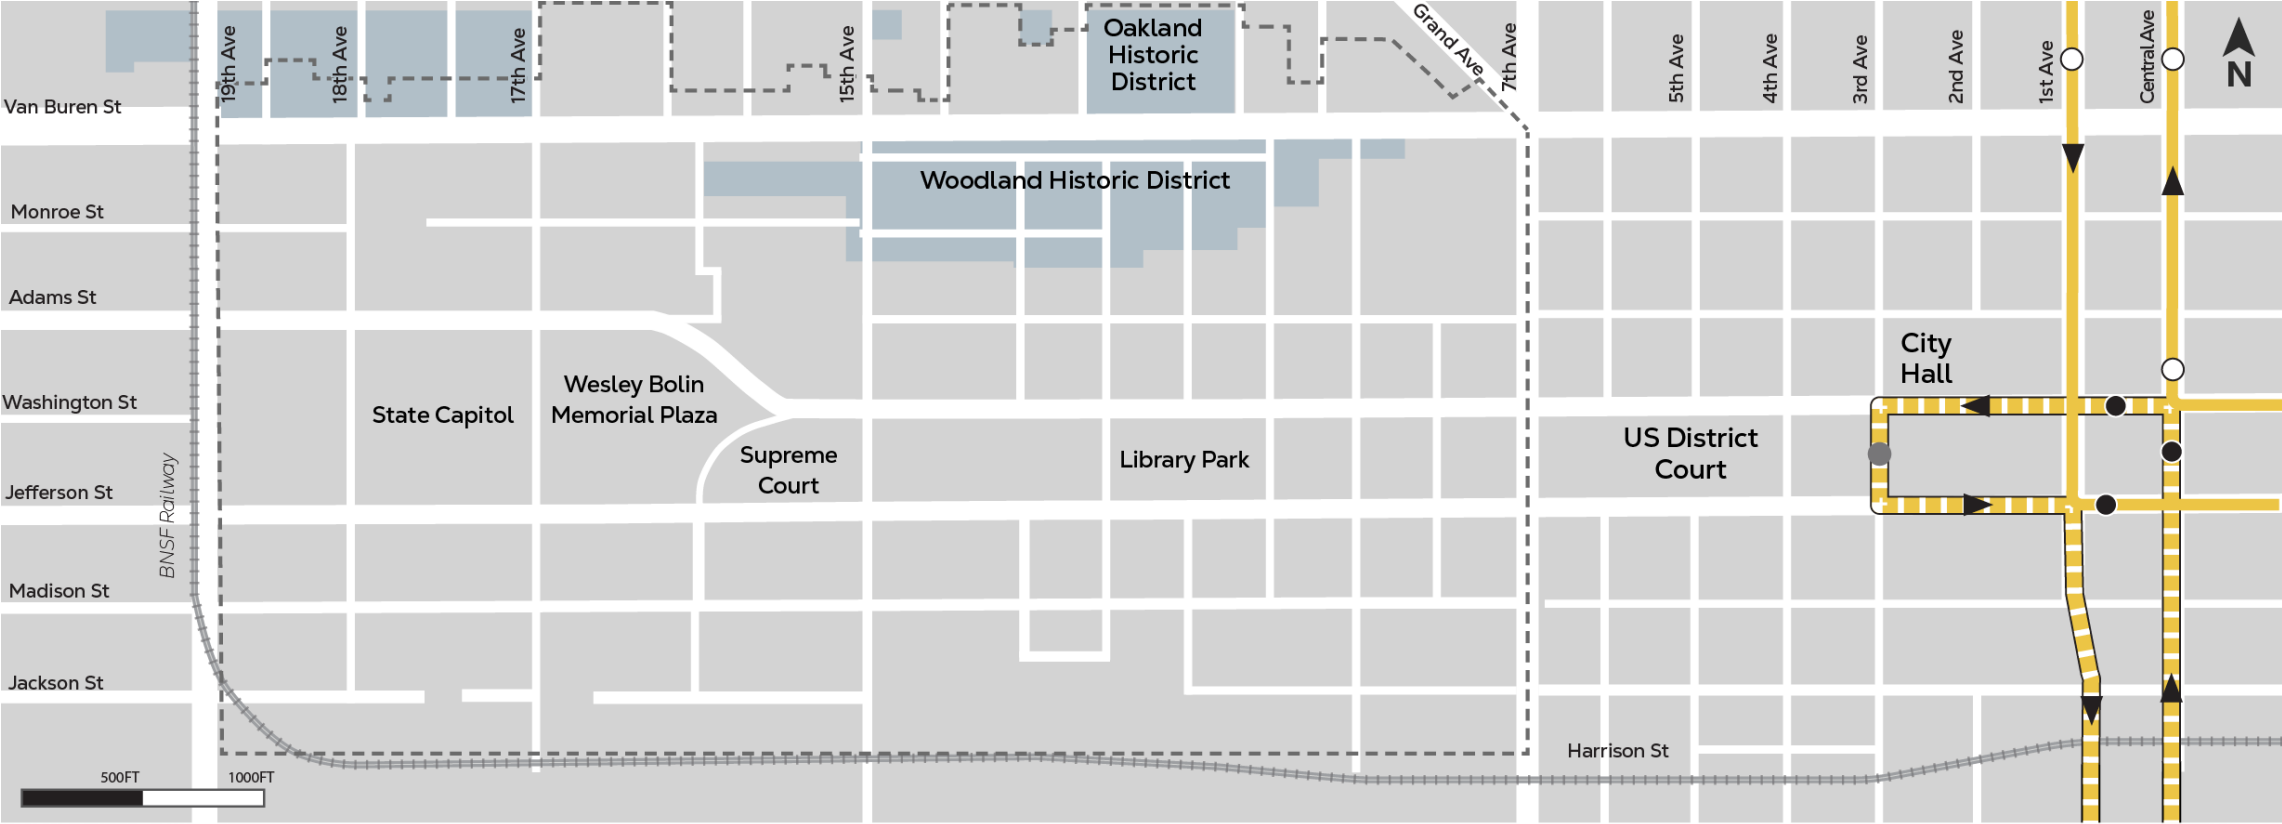 19th Ave
18th Ave
17th Ave
15th Ave
Oakland
Historic
District
Grand Ave
7th Ave
5th Ave
4th Ave
3rd Ave
2nd Ave
1st Ave
Central Ave
N
Van Buren St
Woodland Historic District
Monroe St
Adams St
City
Hall
Wesley Bolin
Memorial Plaza
Washington St
State Capitol
US District
Court
Supreme
Court
Library Park
Jefferson St
BNSF Railway
Madison St
Jackson St
Harrison St
500FT
1000FT